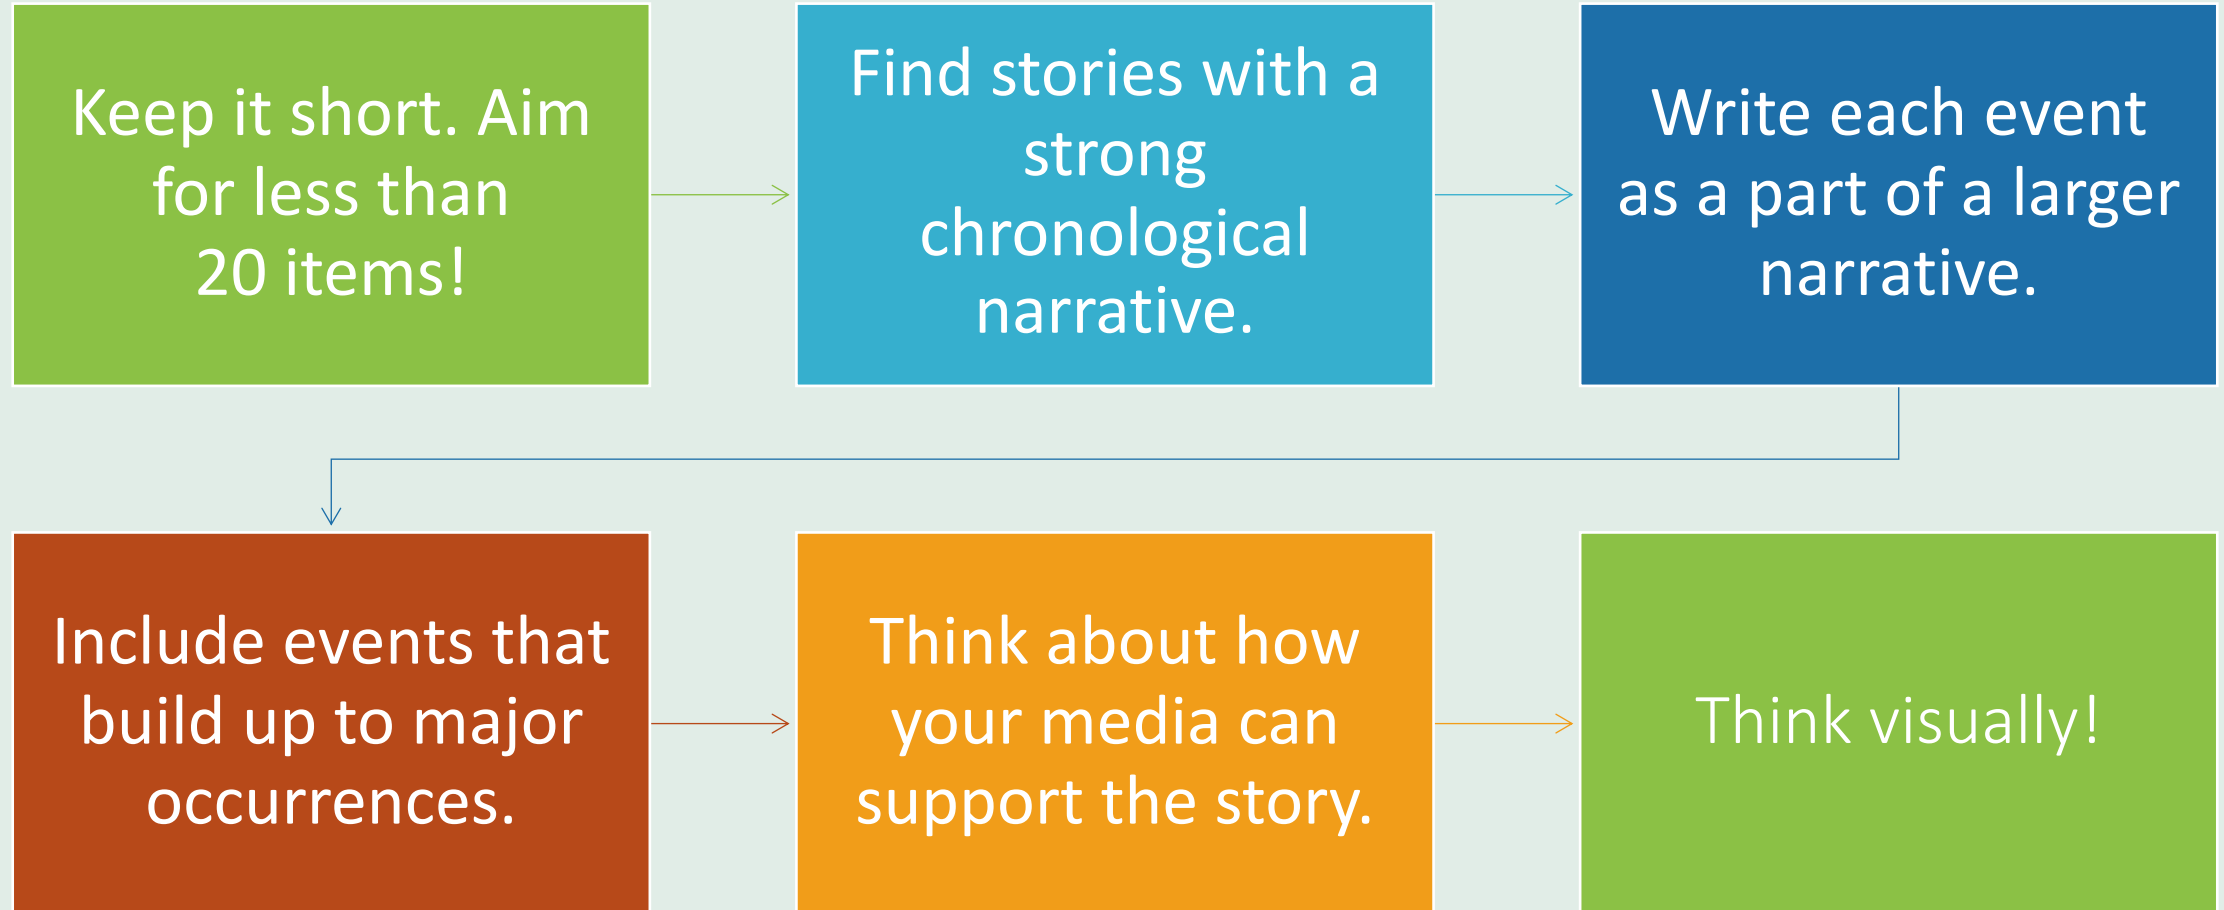 Keep it short. Aim
for less than
20 items!
Find stories with a
strong
chronological
narrative.
Write each event
as a part of a larger
narrative.
Include events that
build up to major
occurrences.
Think about how
your media can
support the story.
Think visually!